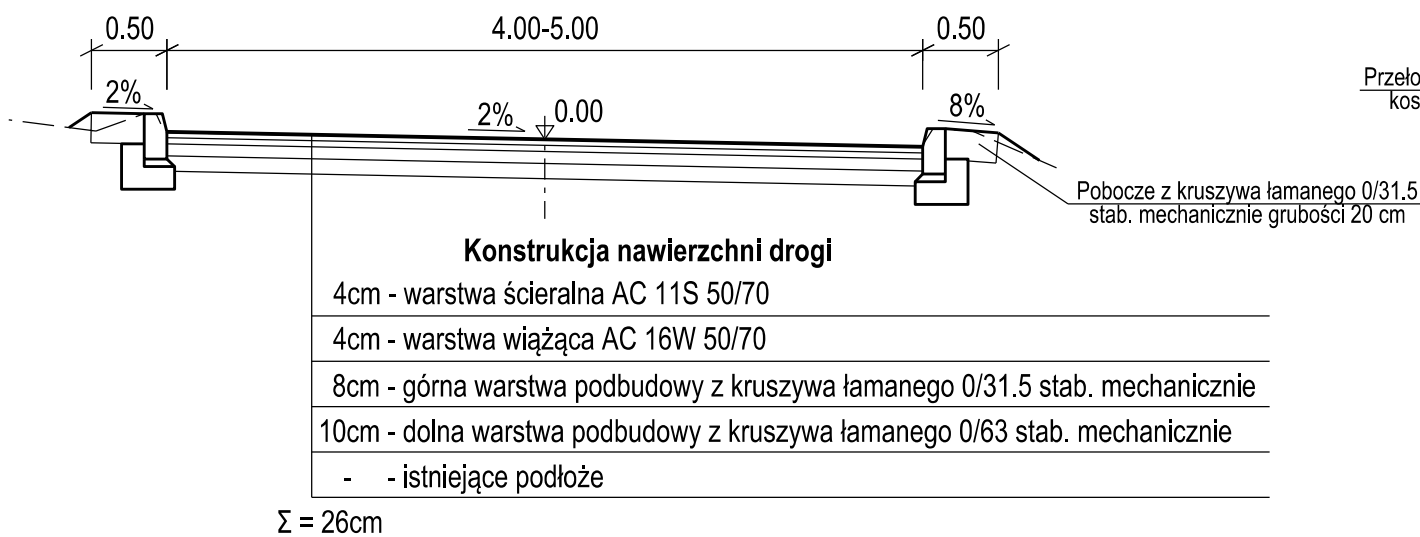 0.50 4.00-5.00 0.50
Przeło
kos
2% 2% 0.00 8%
Pobocze z kruszywa łamanego 0/31.5
stab. mechanicznie grubości 20 cm
Konstrukcja nawierzchni drogi
4cm - warstwa ścieralna AC 11S 50/70
4cm - warstwa wiążąca AC 16W 50/70
8cm - górna warstwa podbudowy z kruszywa łamanego 0/31.5 stab. mechanicznie
10cm - dolna warstwa podbudowy z kruszywa łamanego 0/63 stab. mechanicznie
- - istniejące podłoże
Σ = 26cm